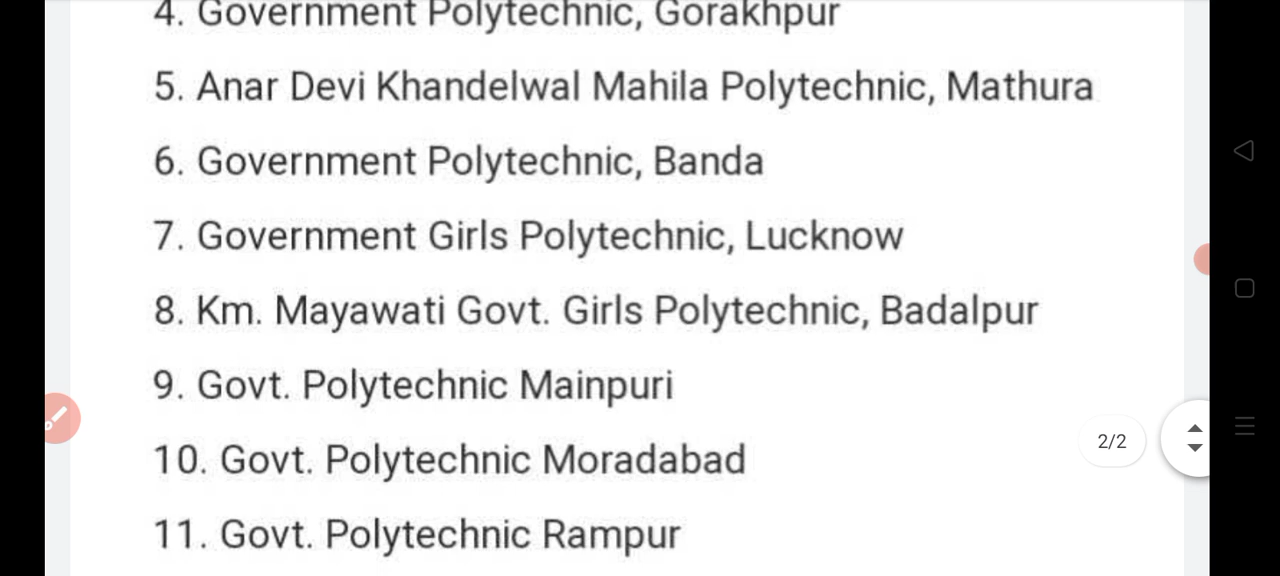 4. Government Polytechnic, Gorakhpur
5. Anar Devi Khandelwal Mahila Polytechnic, Mathura
6. Government Polytechnic, Banda
7. Government Girls Polytechnic, Lucknow
8. Km. Mayawati Govt. Girls Polytechnic, Badalpur
9. Govt. Polytechnic Mainpuri
10. Govt. Polytechnic Moradabad
2/2
11. Govt. Polytechnic Rampur